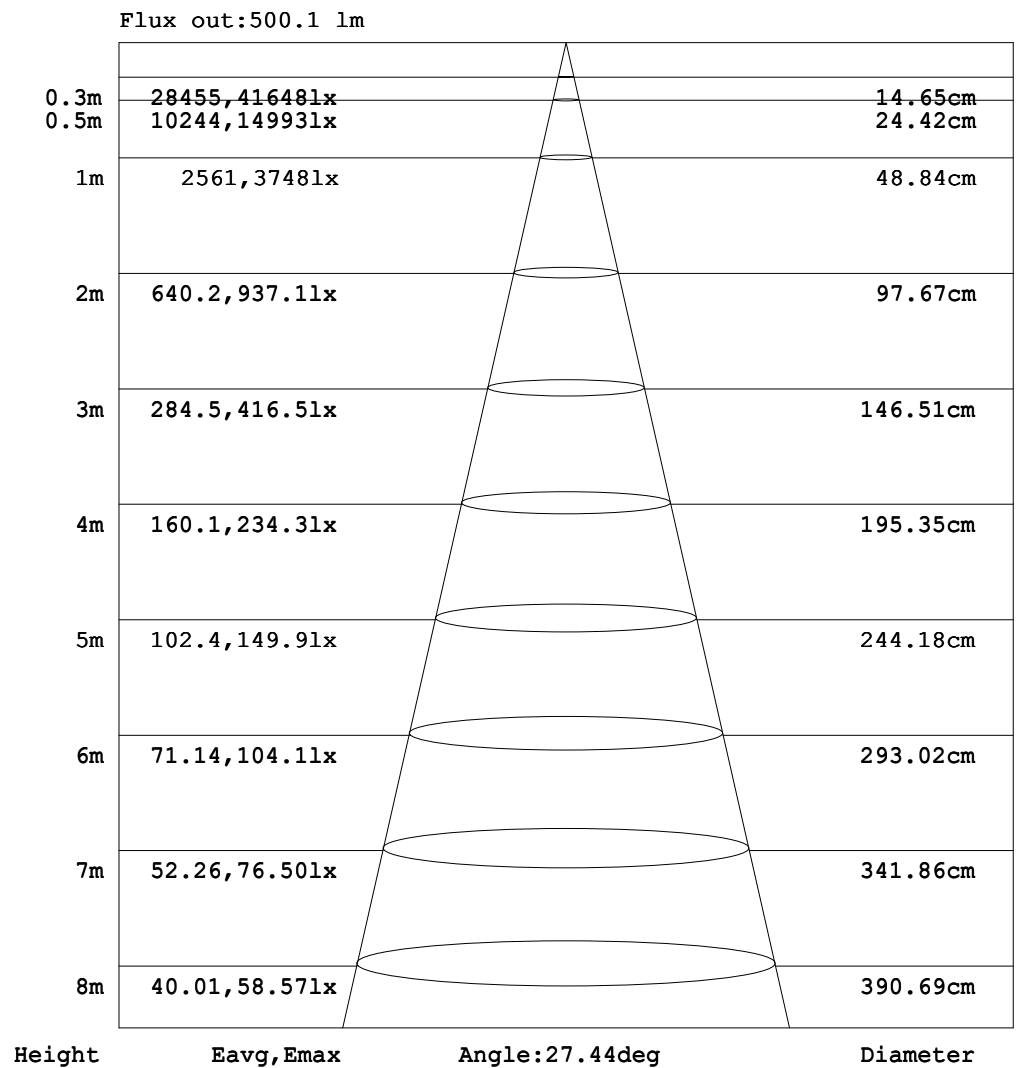 Flux out:500.1 lm
0.3m 28455,41648lx 14.65cm
0.5m 10244,14993lx 24.42cm
1m 2561,3748lx 48.84cm
2m 640.2,937.1lx 97.67cm
3m 284.5,416.5lx 146.51cm
4m 160.1,234.3lx 195.35cm
5m 102.4,149.9lx 244.18cm
6m 71.14,104.1lx 293.02cm
7m 52.26,76.50lx 341.86cm
8m 40.01,58.57lx 390.69cm
Height Eavg,Emax Angle:27.44deg Diameter